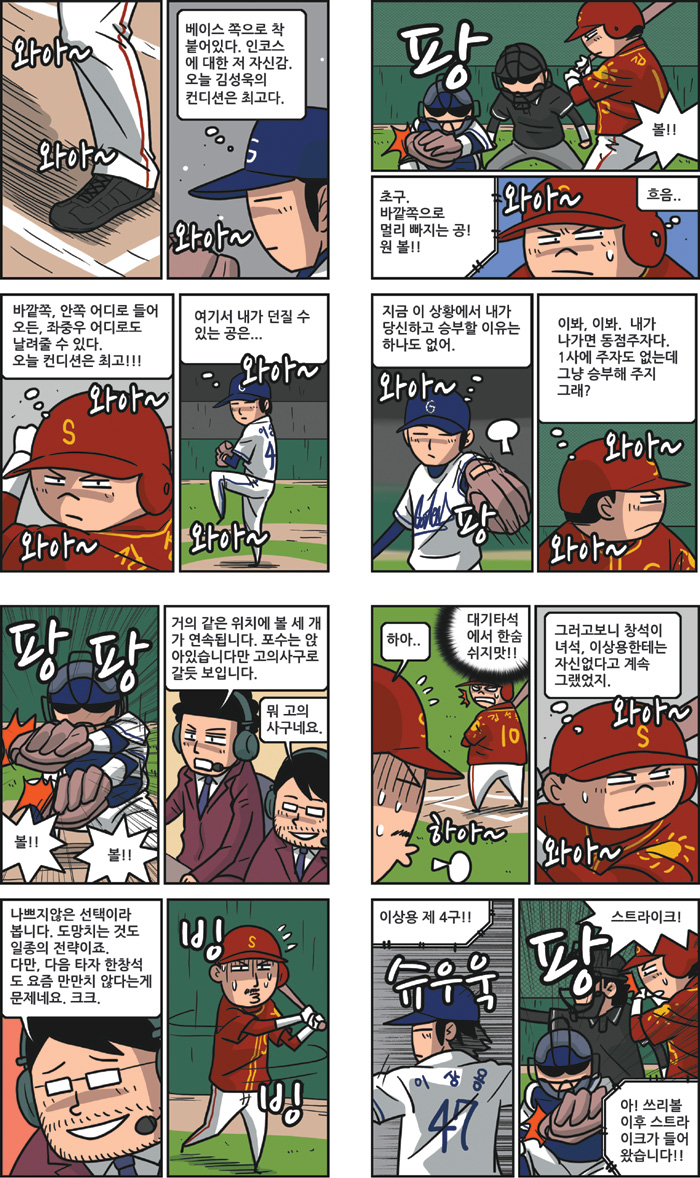 와아~
와아~
베이스 쪽으로 착
붙어있다. 인코스
에 대한 저 자신감.
오늘 김성욱의
컨디션은 최고다.
G
와아~
바깥쪽, 안쪽 어디로 들어
오든, 좌중우 어디로도
날려줄 수 있다.
오늘 컨디션은 최고!!!
와아~
S
와아~
여기서 내가 던질 수
있는 공은...
와아~
이상
4
와아~
팡
볼!!
초구.
바깥쪽으로
멀리 빠지는 공!
원 볼!!
와아~
흐음..
지금 이 상황에서 내가
당신하고 승부할 이유는
하나도 없어.
와아~
G
팡
이봐, 이봐.  내가
나가면 동점주자다.
1사에 주자도 없는데
그냥 승부해 주지
그래?
와아~
와아~
팡 팡
볼!!
볼!!
거의 같은 위치에 볼 세 개
가 연속됩니다. 포수는 앉
아있습니다만 고의사구로
갈듯 보입니다.
뭐 고의
사구네요.
나쁘지않은 선택이라
봅니다. 도망치는 것도
일종의 전략이죠.
다만, 다음 타자 한창석
도 요즘 만만치 않다는게
문제네요. 크크.
빙
S
빙
하아..
대기타석
에서 한숨
쉬지맛!!
10
하아~
그러고보니 창석이
녀석, 이상용한테는
자신없다고 계속
그랬었지.
와아~
S
와아~
이상용 제 4구!!
슈우욱
이상용
47
스트라이크!
팡
아! 쓰리볼
이후 스트라
이크가 들어
왔습니다!!